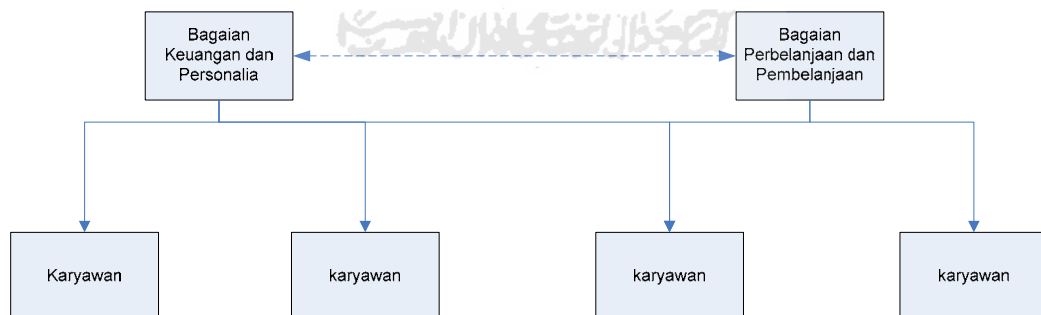 Bagaian
Keuangan dan
Personalia
Bagaian
Perbelanjaan dan
Pembelanjaan
Karyawan
karyawan
karyawan
karyawan